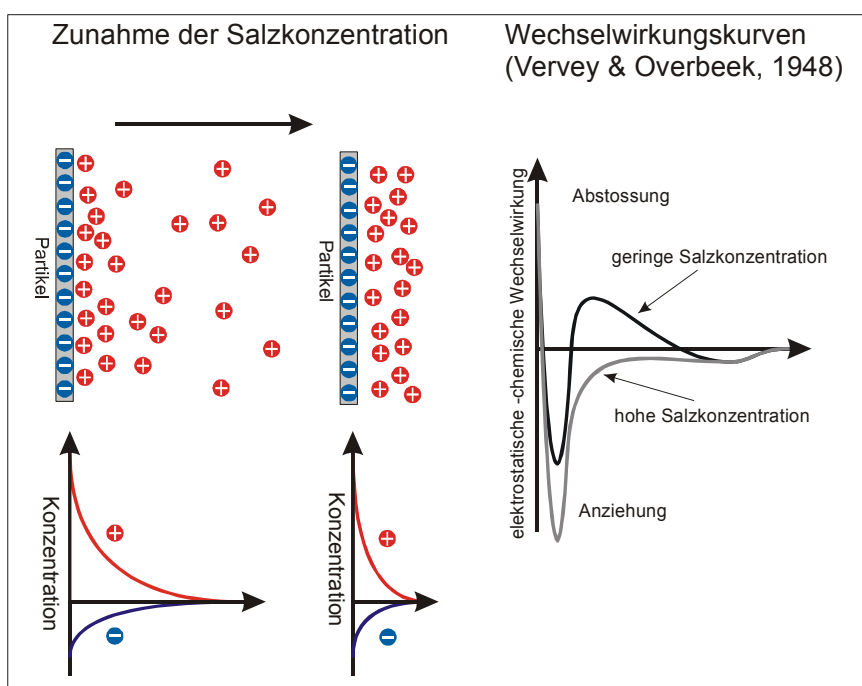 Zunahme der Salzkonzentration
Wechselwirkungskurven
(Vervey & Overbeek, 1948)
Partikel
Partikel
Konzentration
Konzentration
elektrostatische -chemische Wechselwirkung
Abstossung
geringe Salzkonzentration
hohe Salzkonzentration
Anziehung